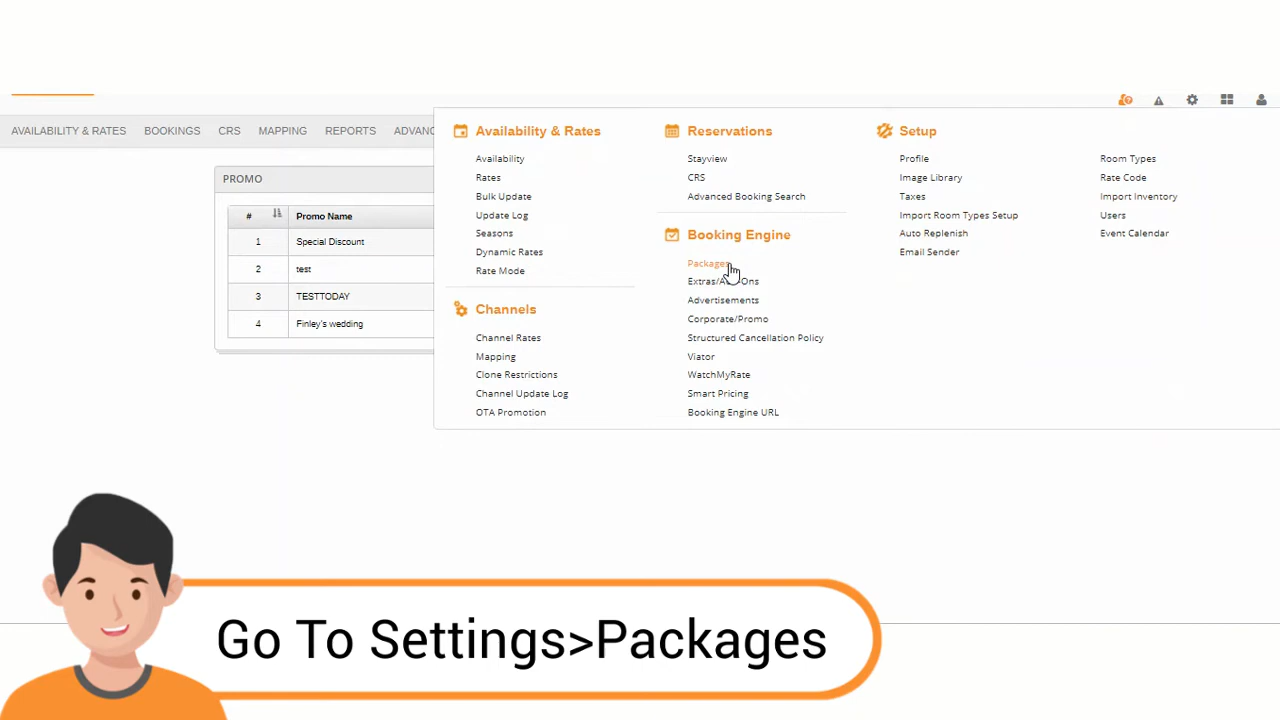 AVAILABILITY & RATES
BOOKINGS
CRS
MAPPING
REPORTS
ADVANC
PROMO
# Promo Name
1 Special Discount
2 test
3 TESTTODAY
4 Finley's wedding
Availability & Rates
Availability
Rates
Bulk Update
Update Log
Seasons
Dynamic Rates
Rate Mode
Channels
Channel Rates
Mapping
Clone Restrictions
Channel Update Log
OTA Promotion
Reservations
Stayview
CRS
Advanced Booking Search
Booking Engine
Packages
Extras/Add-Ons
Advertisements
Corporate/Promo
Structured Cancellation Policy
Viator
WatchMyRate
Smart Pricing
Booking Engine URL
Setup
Profile
Image Library
Taxes
Import Room Types Setup
Auto Replenish
Email Sender
Room Types
Rate Code
Import Inventory
Users
Event Calendar
Go To Settings>Packages